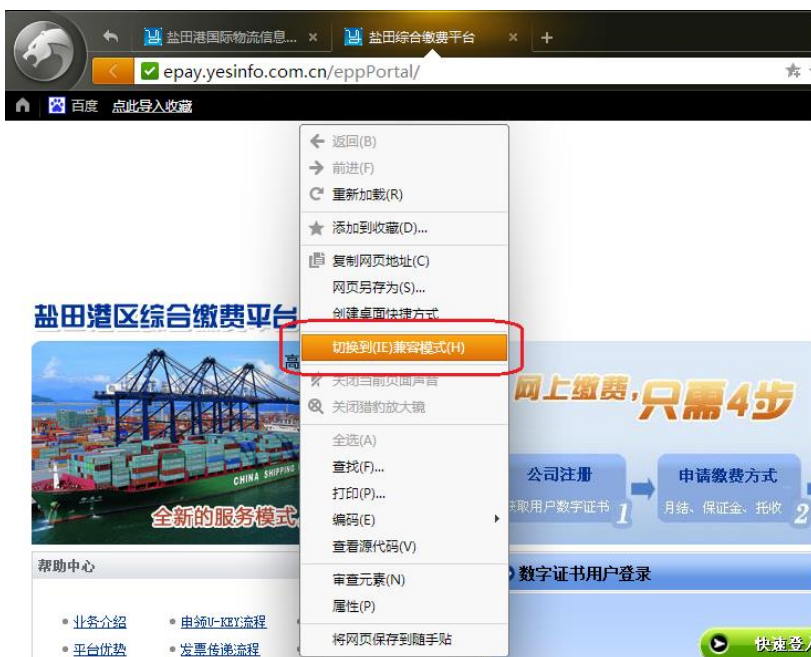 盐田港国际物流信息...
盐田综合缴费平台
epay.yesinfo.com.cn/eppPortal/
百度 点此导入收藏
返回(B)
前进(F)
重新加载(R)
添加到收藏(D)...
复制网页地址(C)
网页另存为(S)...
创建桌面快捷方式
切换到(IE)兼容模式(H)
关闭当前页面声音
关闭猎豹放大镜
全选(A)
查找(F)...
打印(P)...
编码(E)
查看源代码(V)
审查元素(N)
属性(P)
将网页保存到随手贴
盐田港区综合缴费平台
高
CHINA SHIPPING
全新的服务模式
网上缴费,只需4步
公司注册
获取用户数字证书 1
申请缴费方式
月结、保证金、托收 2
帮助中心
业务介绍 申领U-KEY流程
平台优势 发票传递流程
数字证书用户登录
快速登